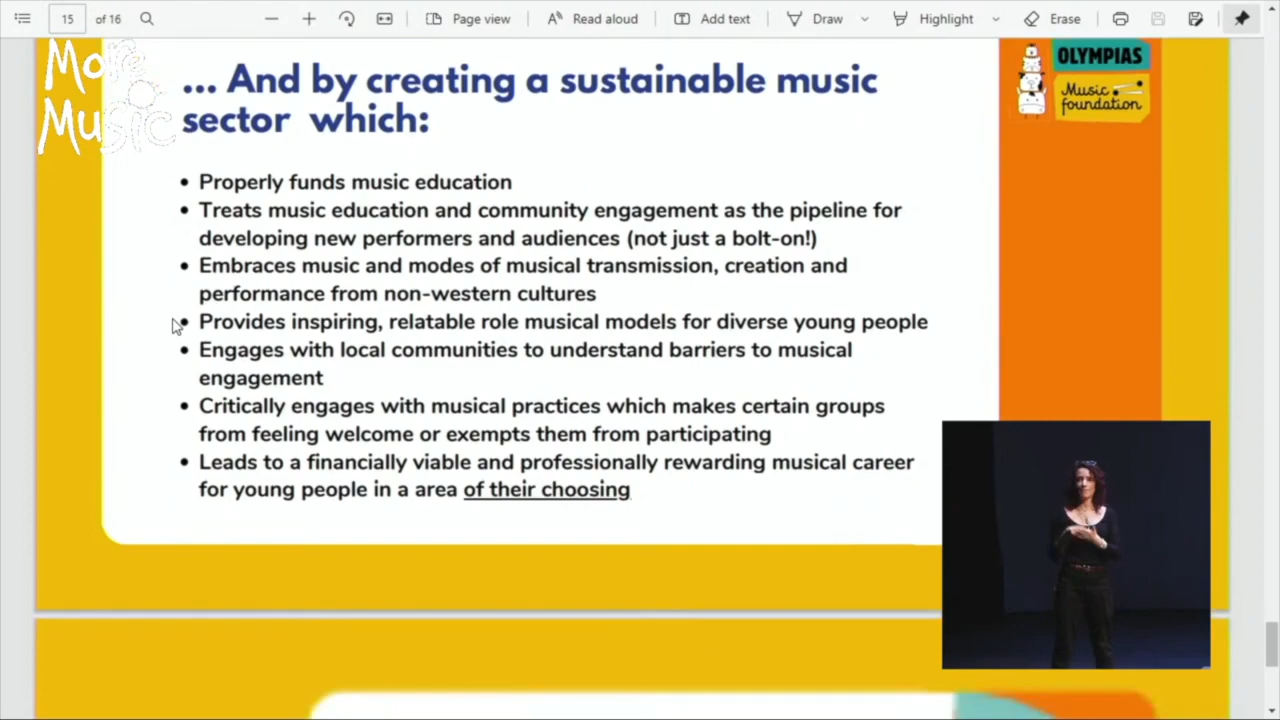 15 of 16 Page view Read aloud Add text Draw Highlight Erase
More
Music
OLYMPIAS
Music
foundation
... And by creating a sustainable music
sector which:
• Properly funds music education
• Treats music education and community engagement as the pipeline for
developing new performers and audiences (not just a bolt-on!)
• Embraces music and modes of musical transmission, creation and
performance from non-western cultures
• Provides inspiring, relatable role musical models for diverse young people
• Engages with local communities to understand barriers to musical
engagement
• Critically engages with musical practices which makes certain groups
from feeling welcome or exempts them from participating
• Leads to a financially viable and professionally rewarding musical career
for young people in a area of their choosing